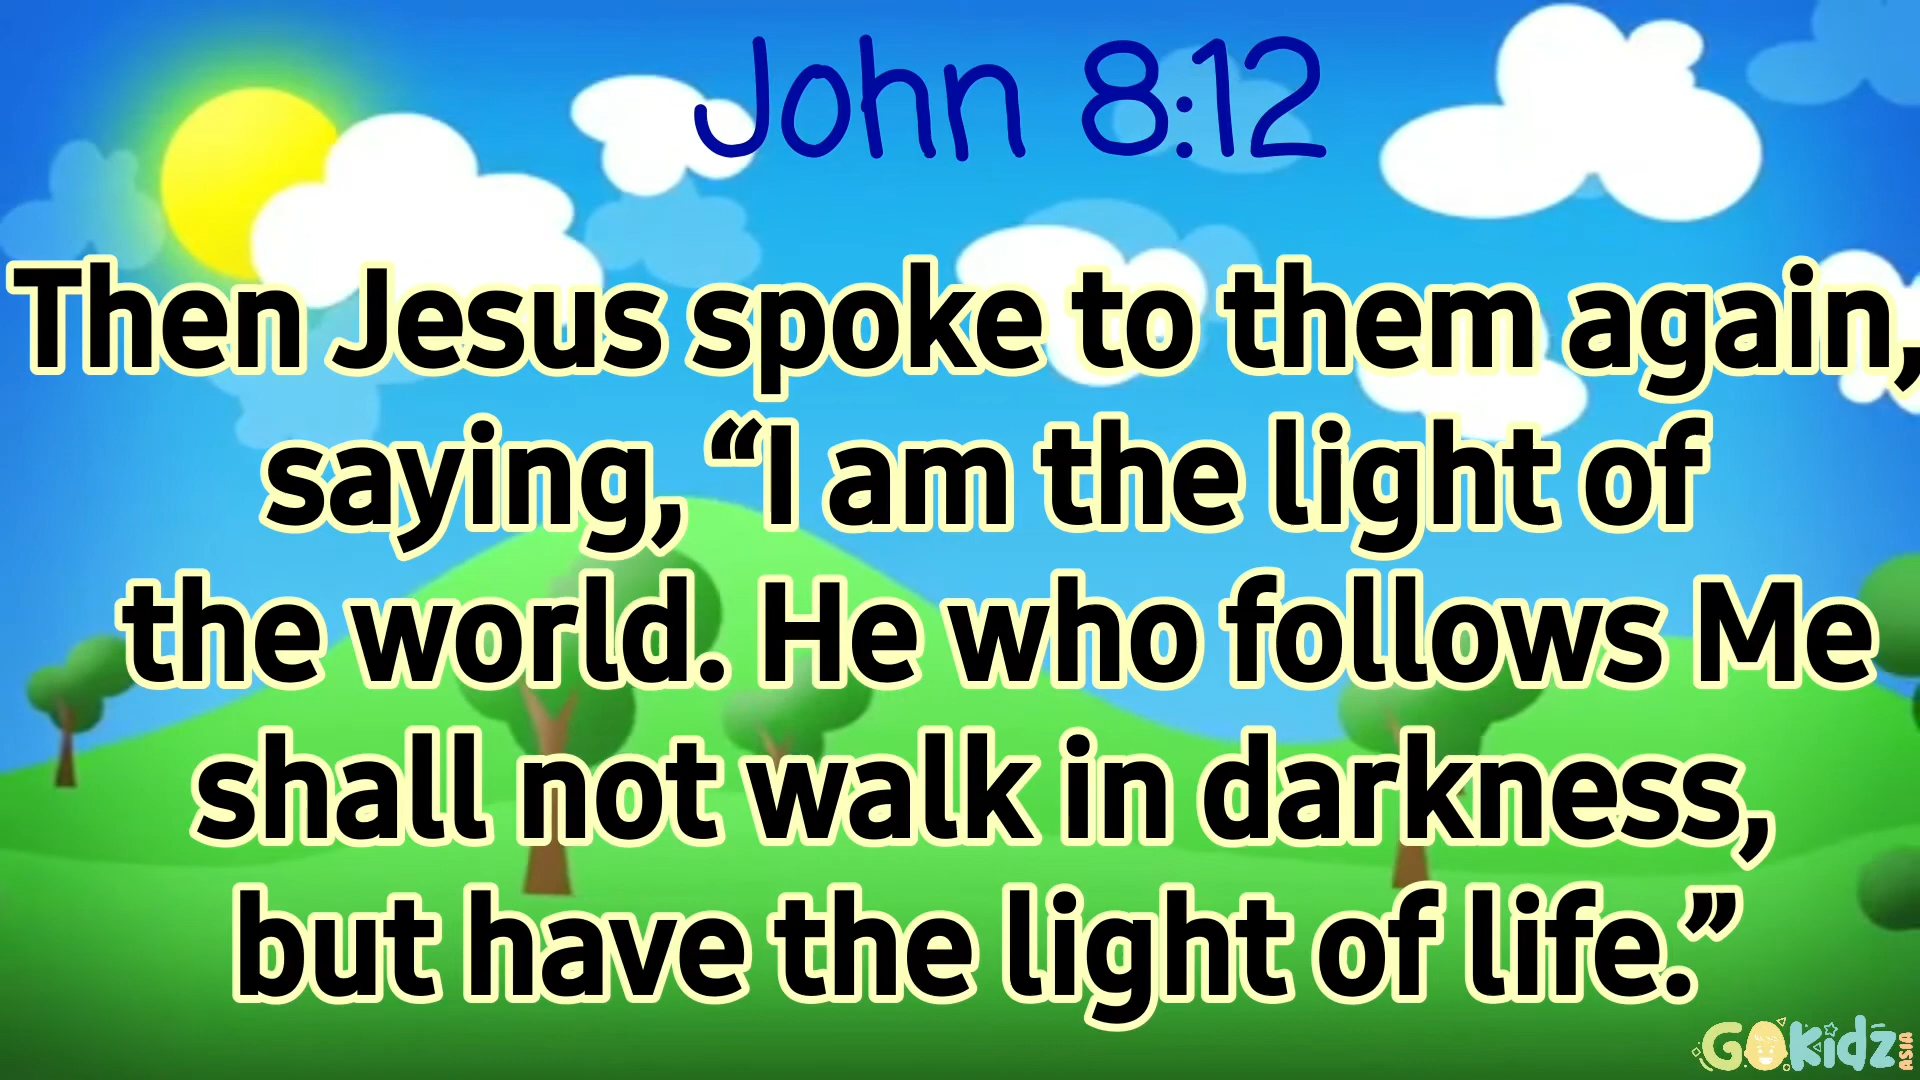 John 8:12
Then Jesus spoke to them again,
saying, “I am the light of
the world. He who follows Me
shall not walk in darkness,
but have the light of life.”
GOKidz ASIA